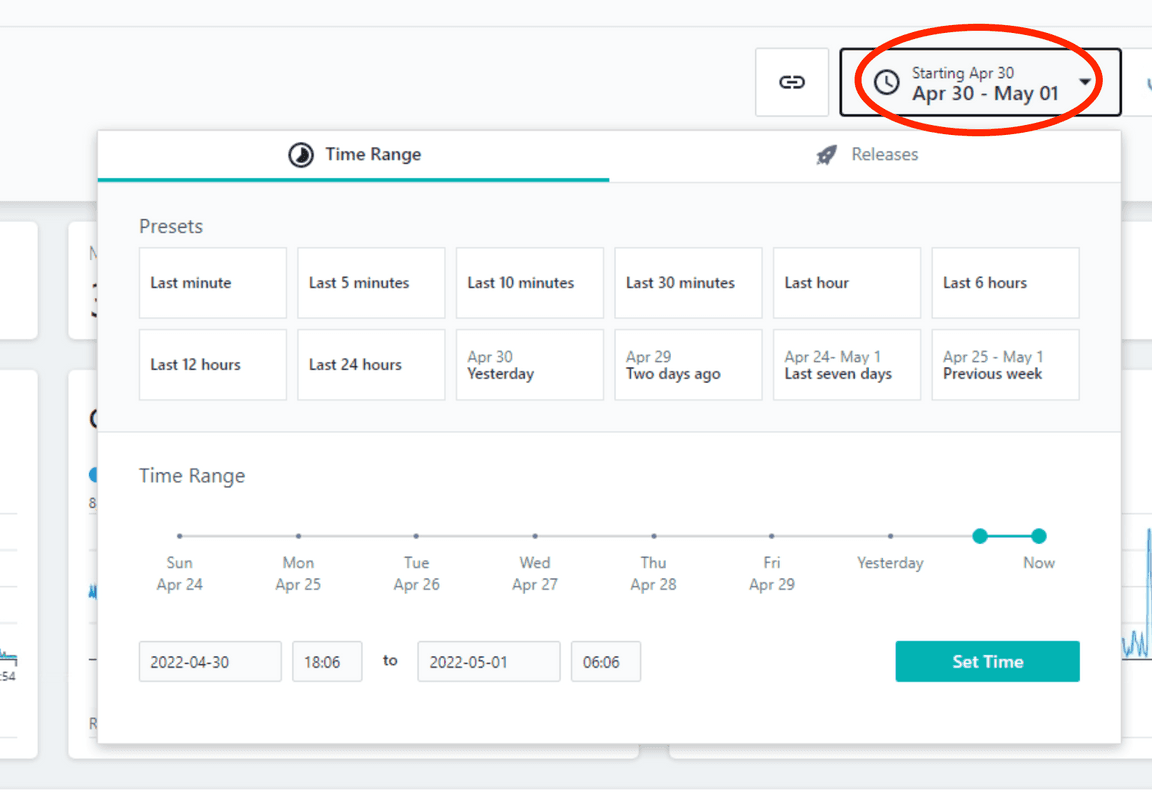 Starting Apr 30
Apr 30 - May 01
Time Range
Releases
Presets
Last minute
Last 5 minutes
Last 10 minutes
Last 30 minutes
Last hour
Last 6 hours
Last 12 hours
Last 24 hours
Apr 30
Yesterday
Apr 29
Two days ago
Apr 24- May 1
Last seven days
Apr 25 - May 1
Previous week
Time Range
Sun
Apr 24
Mon
Apr 25
Tue
Apr 26
Wed
Apr 27
Thu
Apr 28
Fri
Apr 29
Yesterday
Now
2022-04-30
18:06
to
2022-05-01
06:06
Set Time
:54
8
R